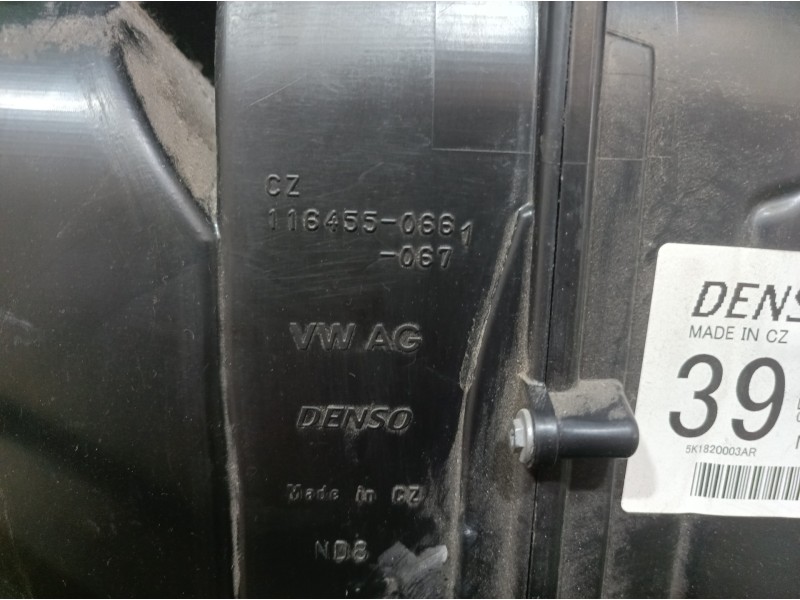 CZ
116455-0661
-067
VW AG
DENSO
Made in CZ
ND8
DENS
MADE IN CZ
39
5K1820003AR